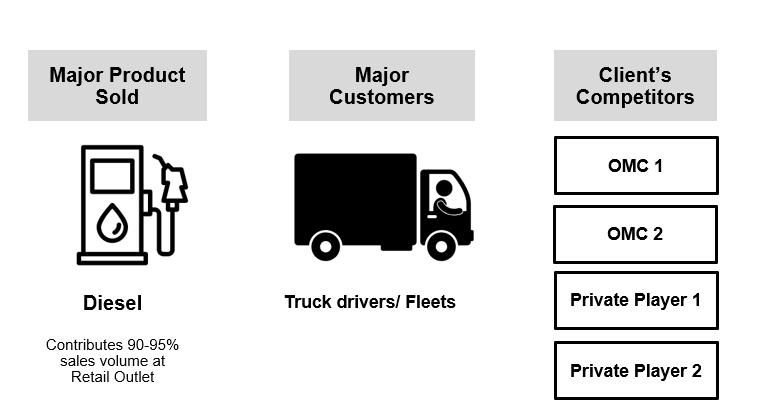 Major Product
Sold
Major
Customers
Client’s
Competitors
Diesel
Contributes 90-95%
sales volume at
Retail Outlet
Truck drivers/ Fleets
OMC 1
OMC 2
Private Player 1
Private Player 2